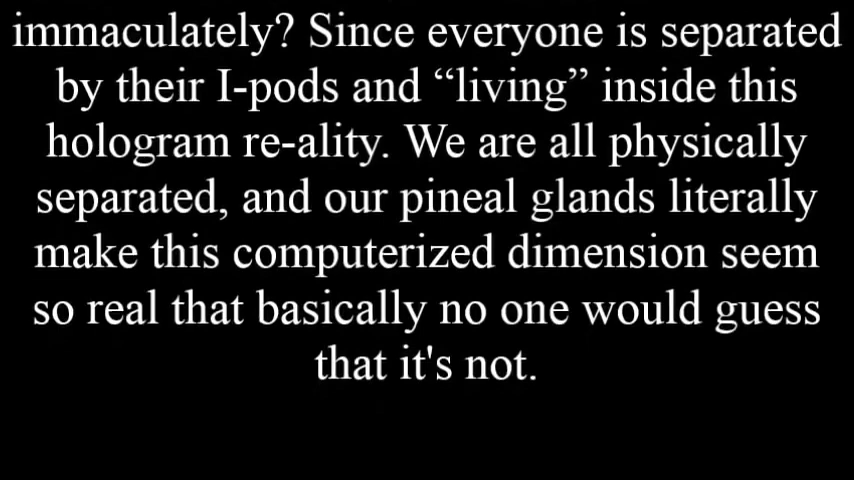 immaculately? Since everyone is separated
by their I-pods and “living” inside this
hologram re-ality. We are all physically
separated, and our pineal glands literally
make this computerized dimension seem
so real that basically no one would guess
that it's not.